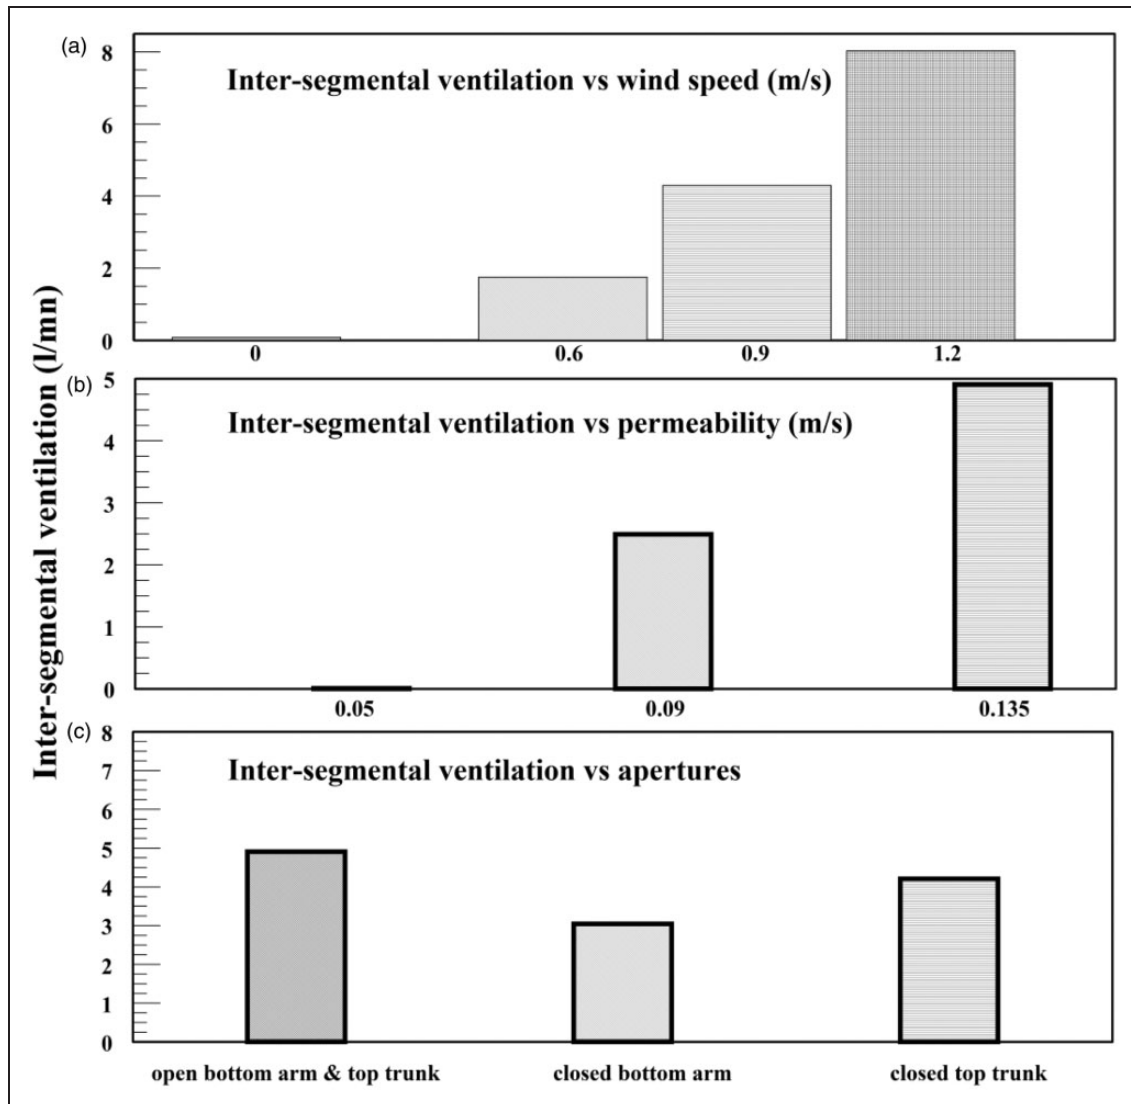 Inter-segmental ventilation (l/mn)
(a)
Inter-segmental ventilation vs wind speed (m/s)
8
6
4
2
0
0 0.6 0.9 1.2
(b)
Inter-segmental ventilation vs permeability (m/s)
5
4
3
2
1
0
0.05 0.09 0.135
(c)
Inter-segmental ventilation vs apertures
8
7
6
5
4
3
2
1
0
open bottom arm & top trunk closed bottom arm closed top trunk